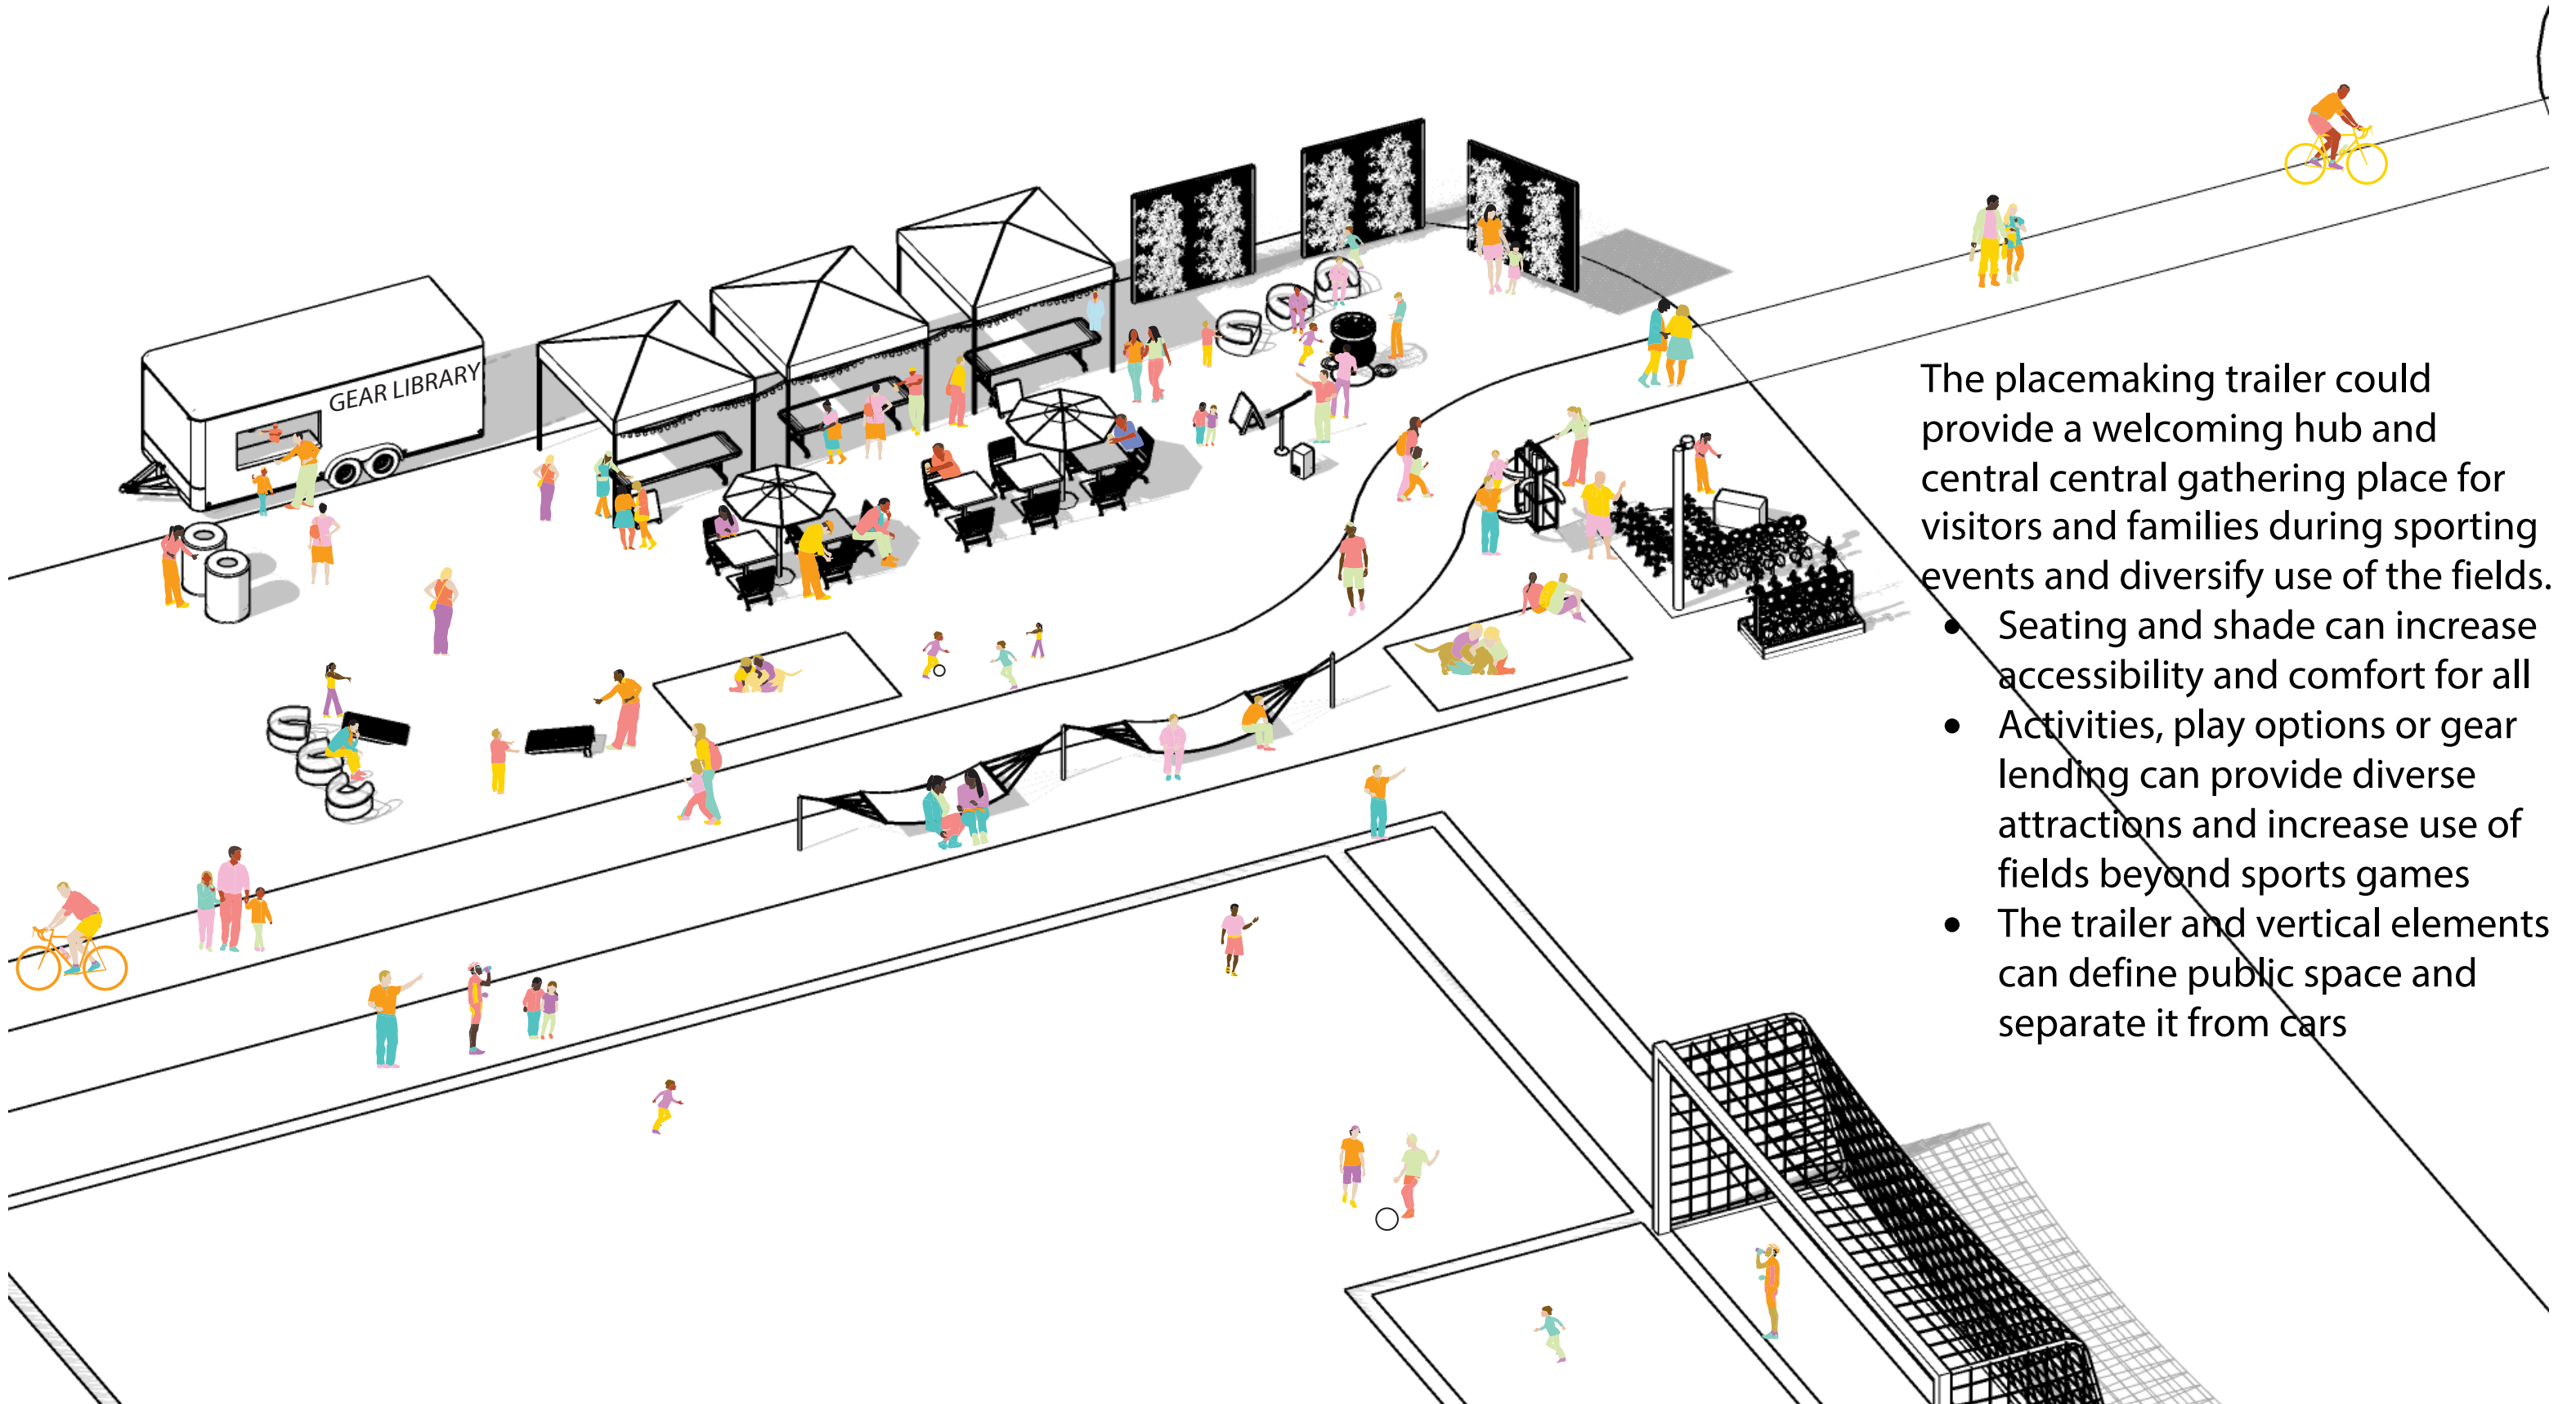 GEAR LIBRARY
The placemaking trailer could
provide a welcoming hub and
central central gathering place for
visitors and families during sporting
events and diversify use of the fields.
• Seating and shade can increase
accessibility and comfort for all
• Activities, play options or gear
lending can provide diverse
attractions and increase use of
fields beyond sports games
• The trailer and vertical elements
can define public space and
separate it from cars